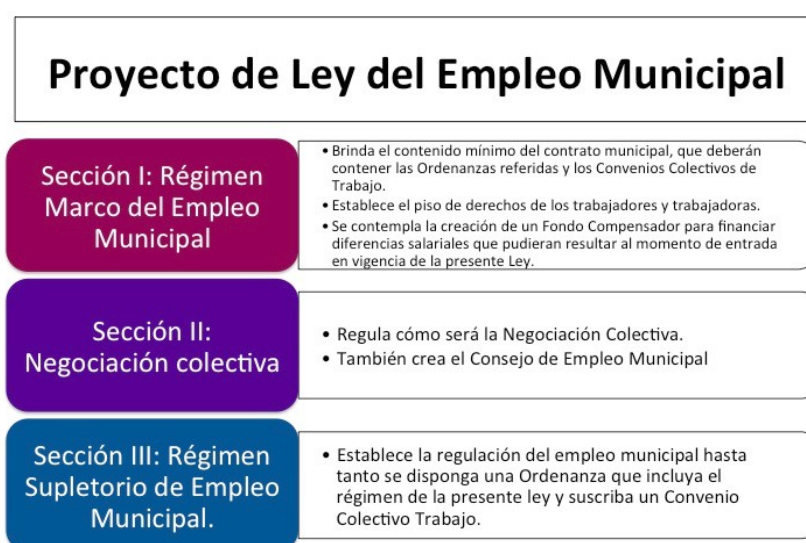 Proyecto de Ley del Empleo Municipal
Sección I: Régimen
Marco del Empleo
Municipal
• Brinda el contenido mínimo del contrato municipal, que deberán
contener las Ordenanzas referidas y los Convenios Colectivos de
Trabajo.
• Establece el piso de derechos de los trabajadores y trabajadoras.
• Se contempla la creación de un Fondo Compensador para financiar
diferencias salariales que pudieran resultar al momento de entrada
en vigencia de la presente Ley.
Sección II:
Negociación colectiva
• Regula cómo será la Negociación Colectiva.
• También crea el Consejo de Empleo Municipal
Sección III: Régimen
Supletorio de Empleo
Municipal.
• Establece la regulación del empleo municipal hasta
tanto se disponga una Ordenanza que incluya el
régimen de la presente ley y suscriba un Convenio
Colectivo Trabajo.